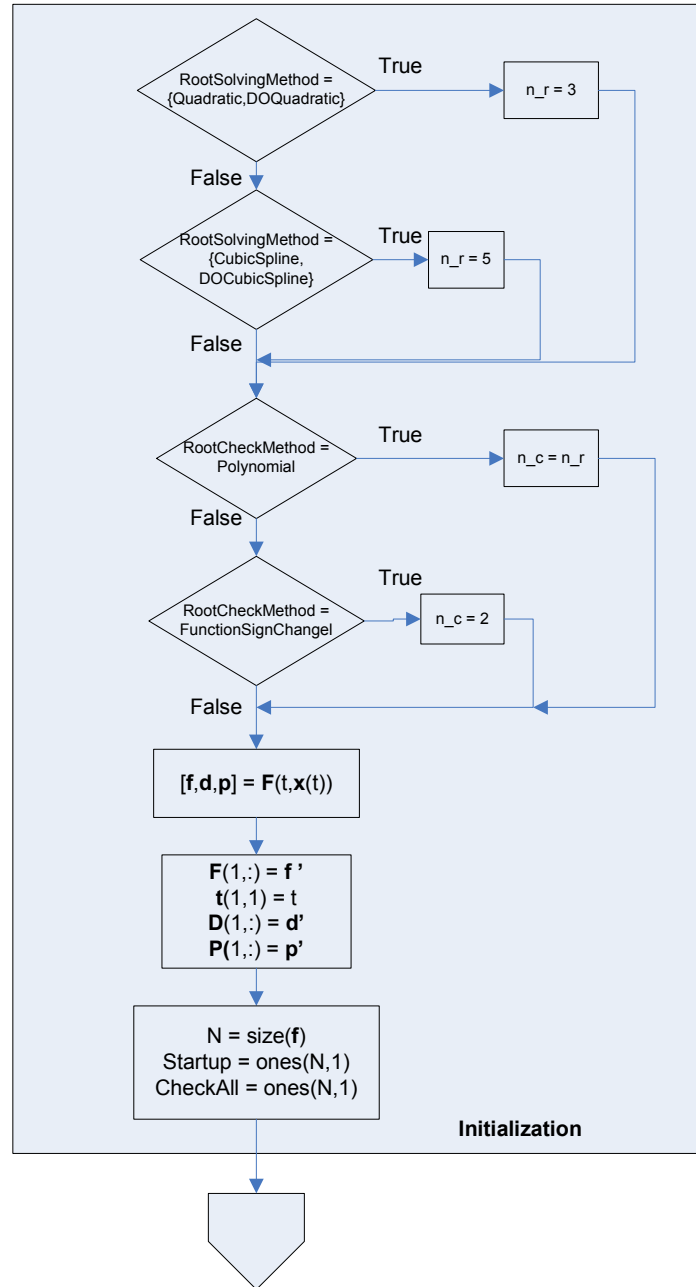 RootSolvingMethod =
{Quadratic,DOQuadratic}
True
n_r = 3
False
RootSolvingMethod =
{CubicSpline,
DOCubicSpline}
True
n_r = 5
False
RootCheckMethod =
Polynomial
True
n_c = n_r
False
RootCheckMethod =
FunctionSignChangel
True
n_c = 2
False
[f,d,p] = F(t,x(t))
F(1,:) = f '
t(1,1) = t
D(1,:) = d'
P(1,:) = p'
N = size(f)
Startup = ones(N,1)
CheckAll = ones(N,1)
Initialization